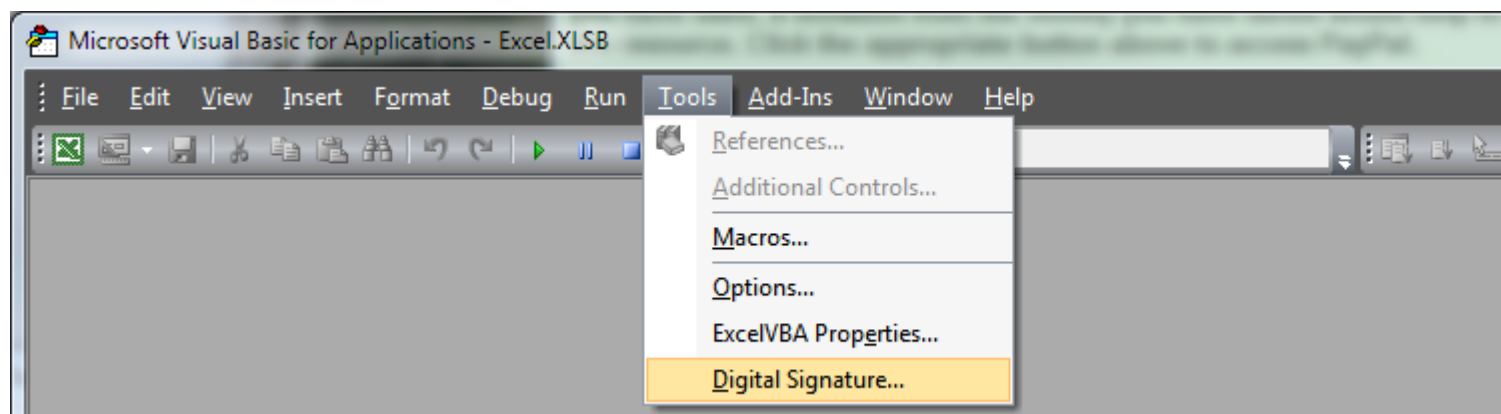 Microsoft Visual Basic for Applications - Excel.XLSB
File Edit View Insert Format Debug Run Tools Add-Ins Window Help
References...
Additional Controls...
Macros...
Options...
ExcelVBA Properties...
Digital Signature...